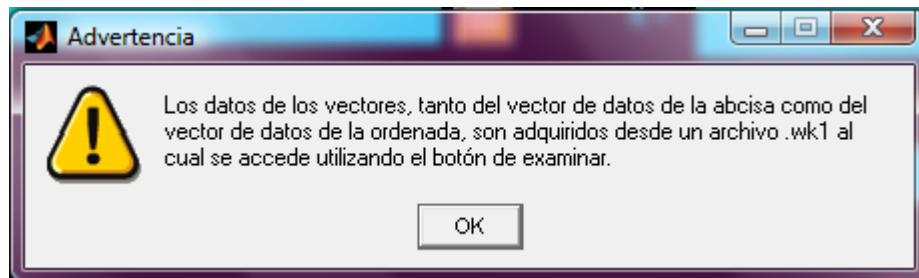 Advertencia
Los datos de los vectores, tanto del vector de datos de la abcisa como del
vector de datos de la ordenada, son adquiridos desde un archivo .wk1 al
cual se accede utilizando el botón de examinar.
OK